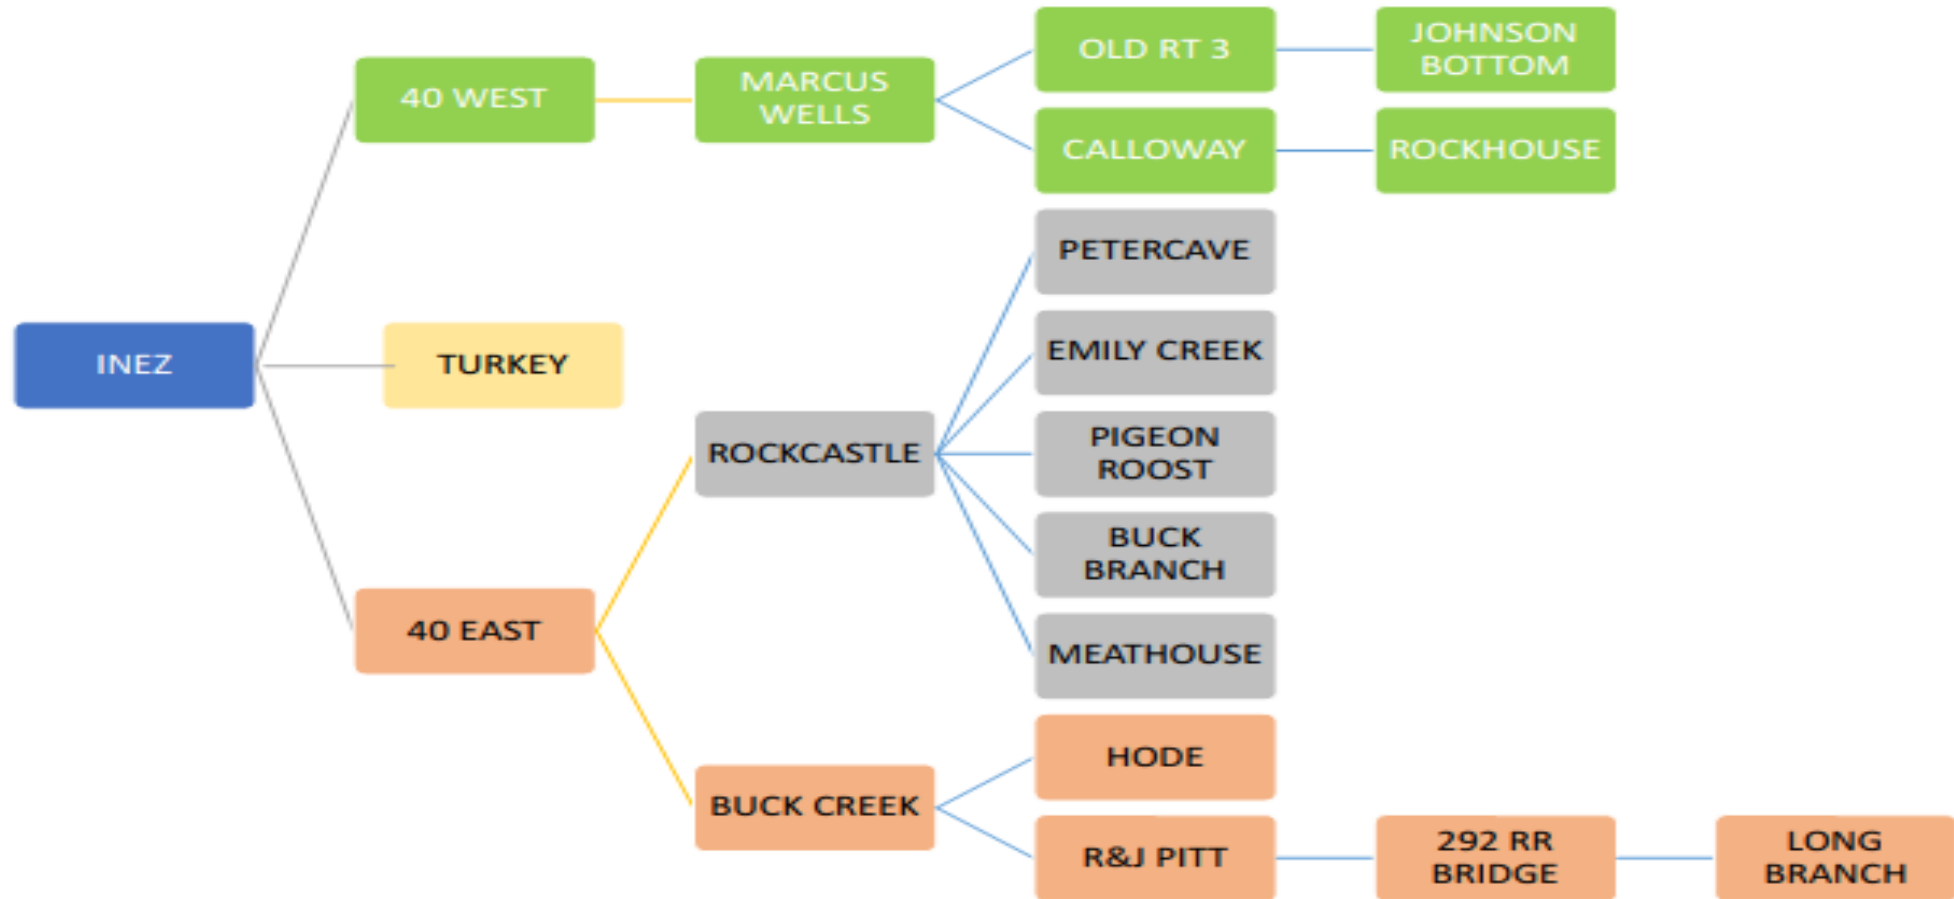 OLD RT 3
JOHNSON
BOTTOM
40 WEST
MARCUS
WELLS
CALLOWAY
ROCKHOUSE
PETERCAVE
INEZ
TURKEY
EMILY CREEK
ROCKCASTLE
PIGEON
ROOST
BUCK
BRANCH
40 EAST
MEATHOUSE
HODE
BUCK CREEK
R&J PITT
292 RR
BRIDGE
LONG
BRANCH